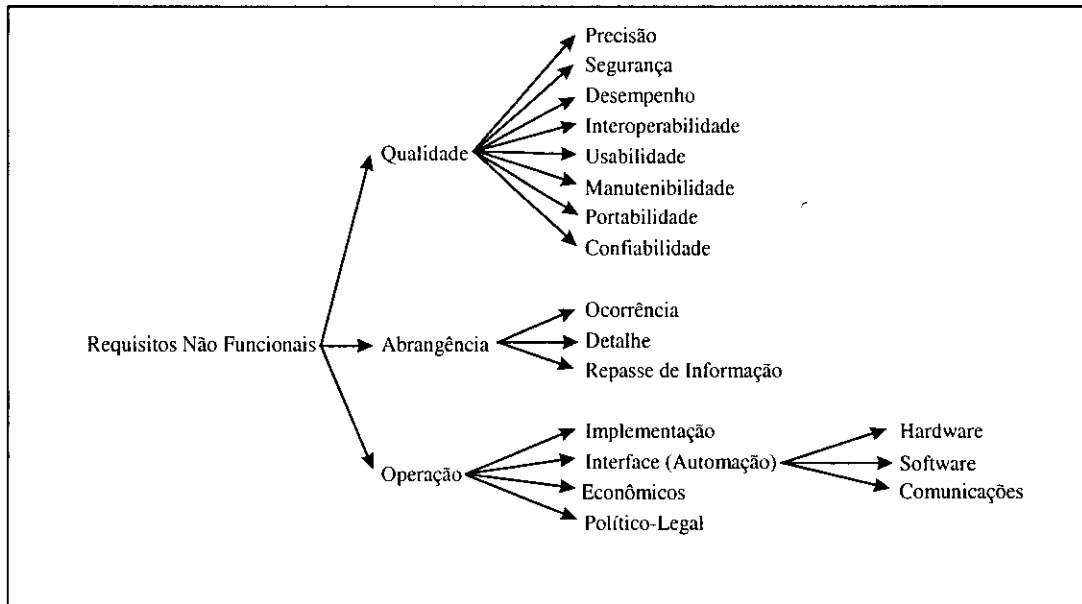 Precisão
Segurança
Desempenho
Interoperabilidade
Qualidade
Usabilidade
Manutenibilidade
Portabilidade
Confiabilidade
Requisitos Não Funcionais
Abrangência
Ocorrência
Detalhe
Repasse de Informação
Operação
Implementação
Interface (Automação)
Econômicos
Político-Legal
Hardware
Software
Comunicações